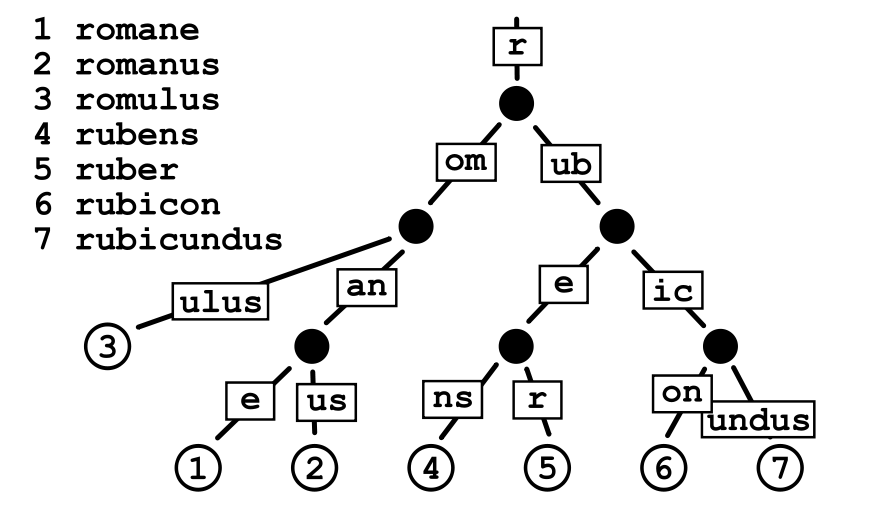 1 romane
2 romanus
3 romulus
4 rubens
5 ruber
6 rubicon
7 rubicundus
r
om
ub
ulus
an
e
ic
3
e
us
ns
r
on
undus
1
2
4
5
6
7